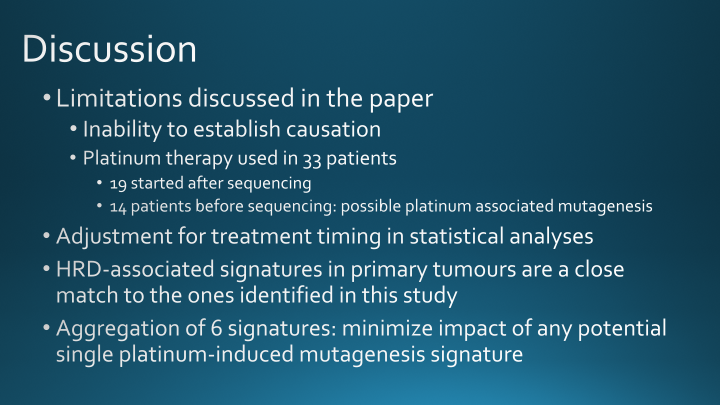 Discussion
• Limitations discussed in the paper
• Inability to establish causation
• Platinum therapy used in 33 patients
• 19 started after sequencing
• 14 patients before sequencing: possible platinum associated mutagenesis
• Adjustment for treatment timing in statistical analyses
• HRD-associated signatures in primary tumours are a close
match to the ones identified in this study
• Aggregation of 6 signatures: minimize impact of any potential
single platinum-induced mutagenesis signature